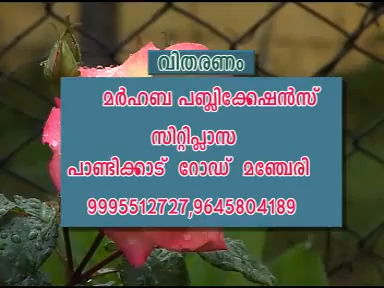 വിതരണം
മർഹബ പബ്ലിക്കേഷൻസ്
സിറ്റിപ്ലാസ
പാണ്ടിക്കാട് റോഡ് മഞ്ചേരി
9995512727,9645804189